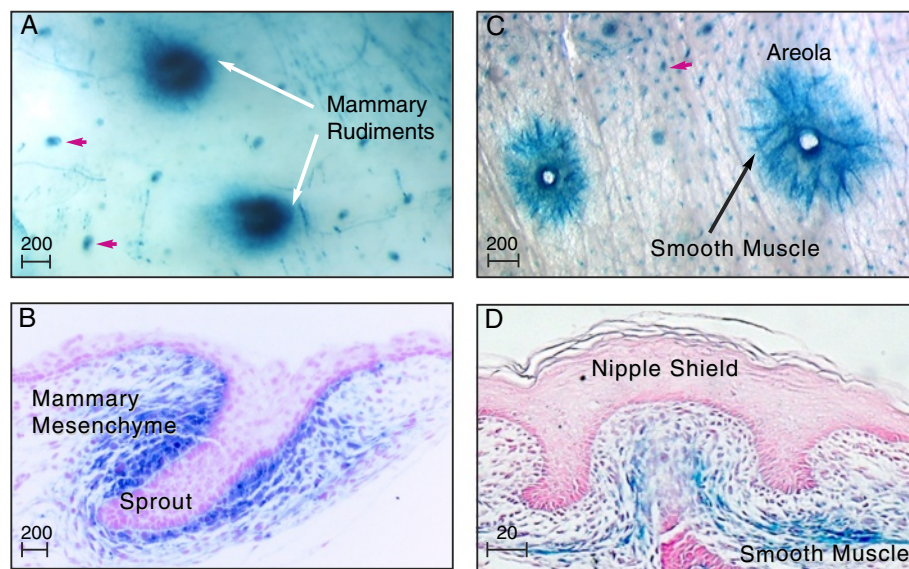 A
Mammary
Rudiments
200
C
Areola
Smooth Muscle
200
B
Mammary
Mesenchyme
Sprout
200
D
Nipple Shield
20
Smooth Muscle